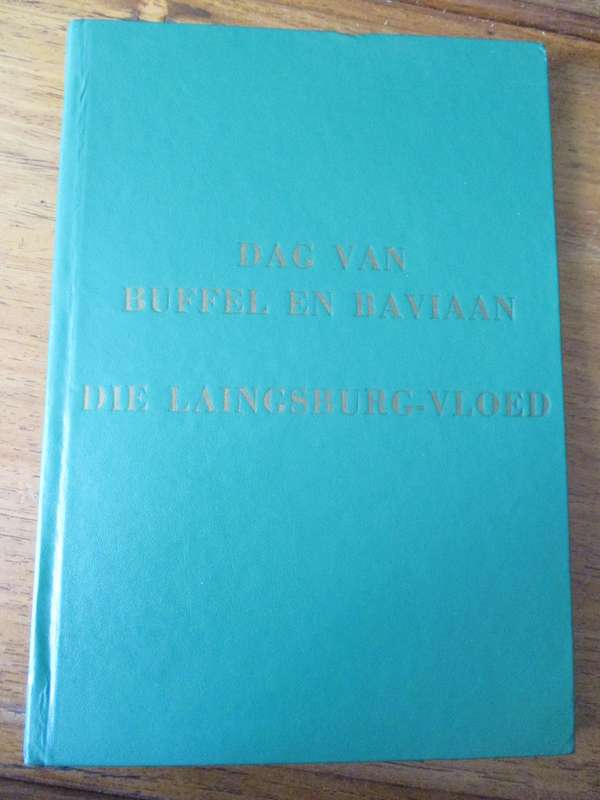 DAG VAN
BUFFEL EN BAVIAAN
DIE LAINGSBURG-VLOED